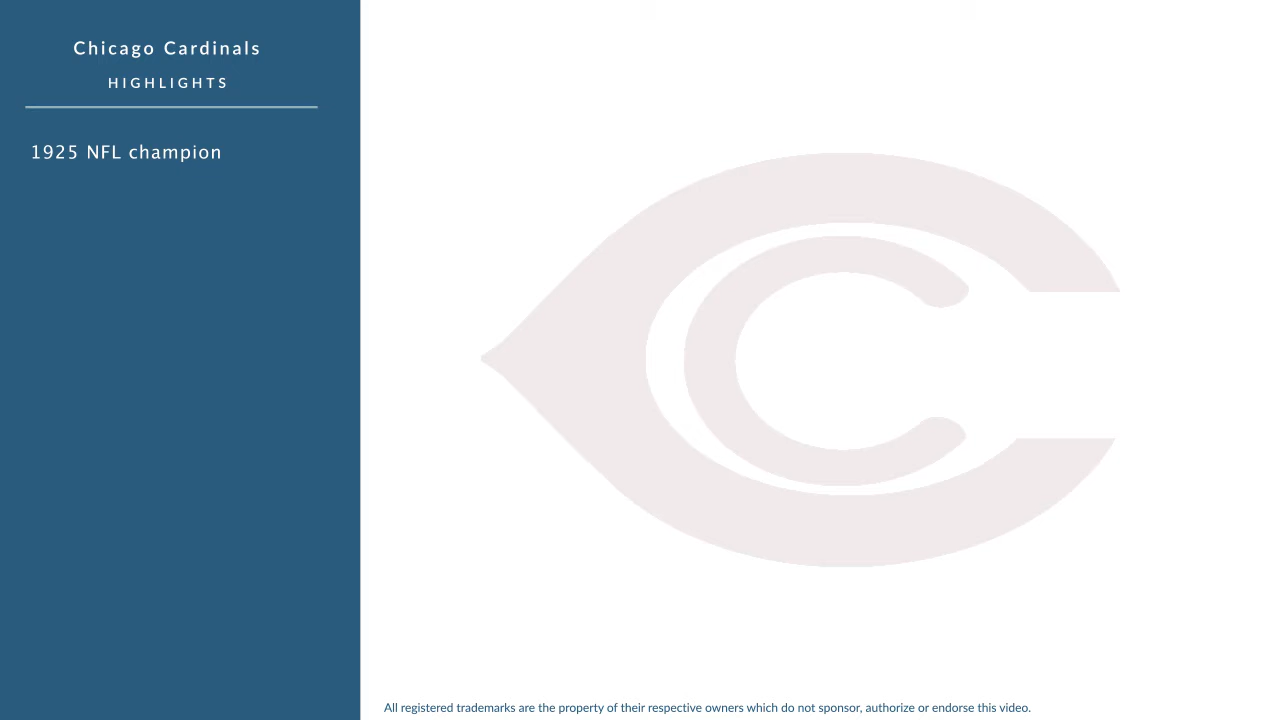 Chicago Cardinals
HIGHLIGHTS
1925 NFL champion
All registered trademarks are the property of their respective owners which do not sponsor, authorize or endorse this video.